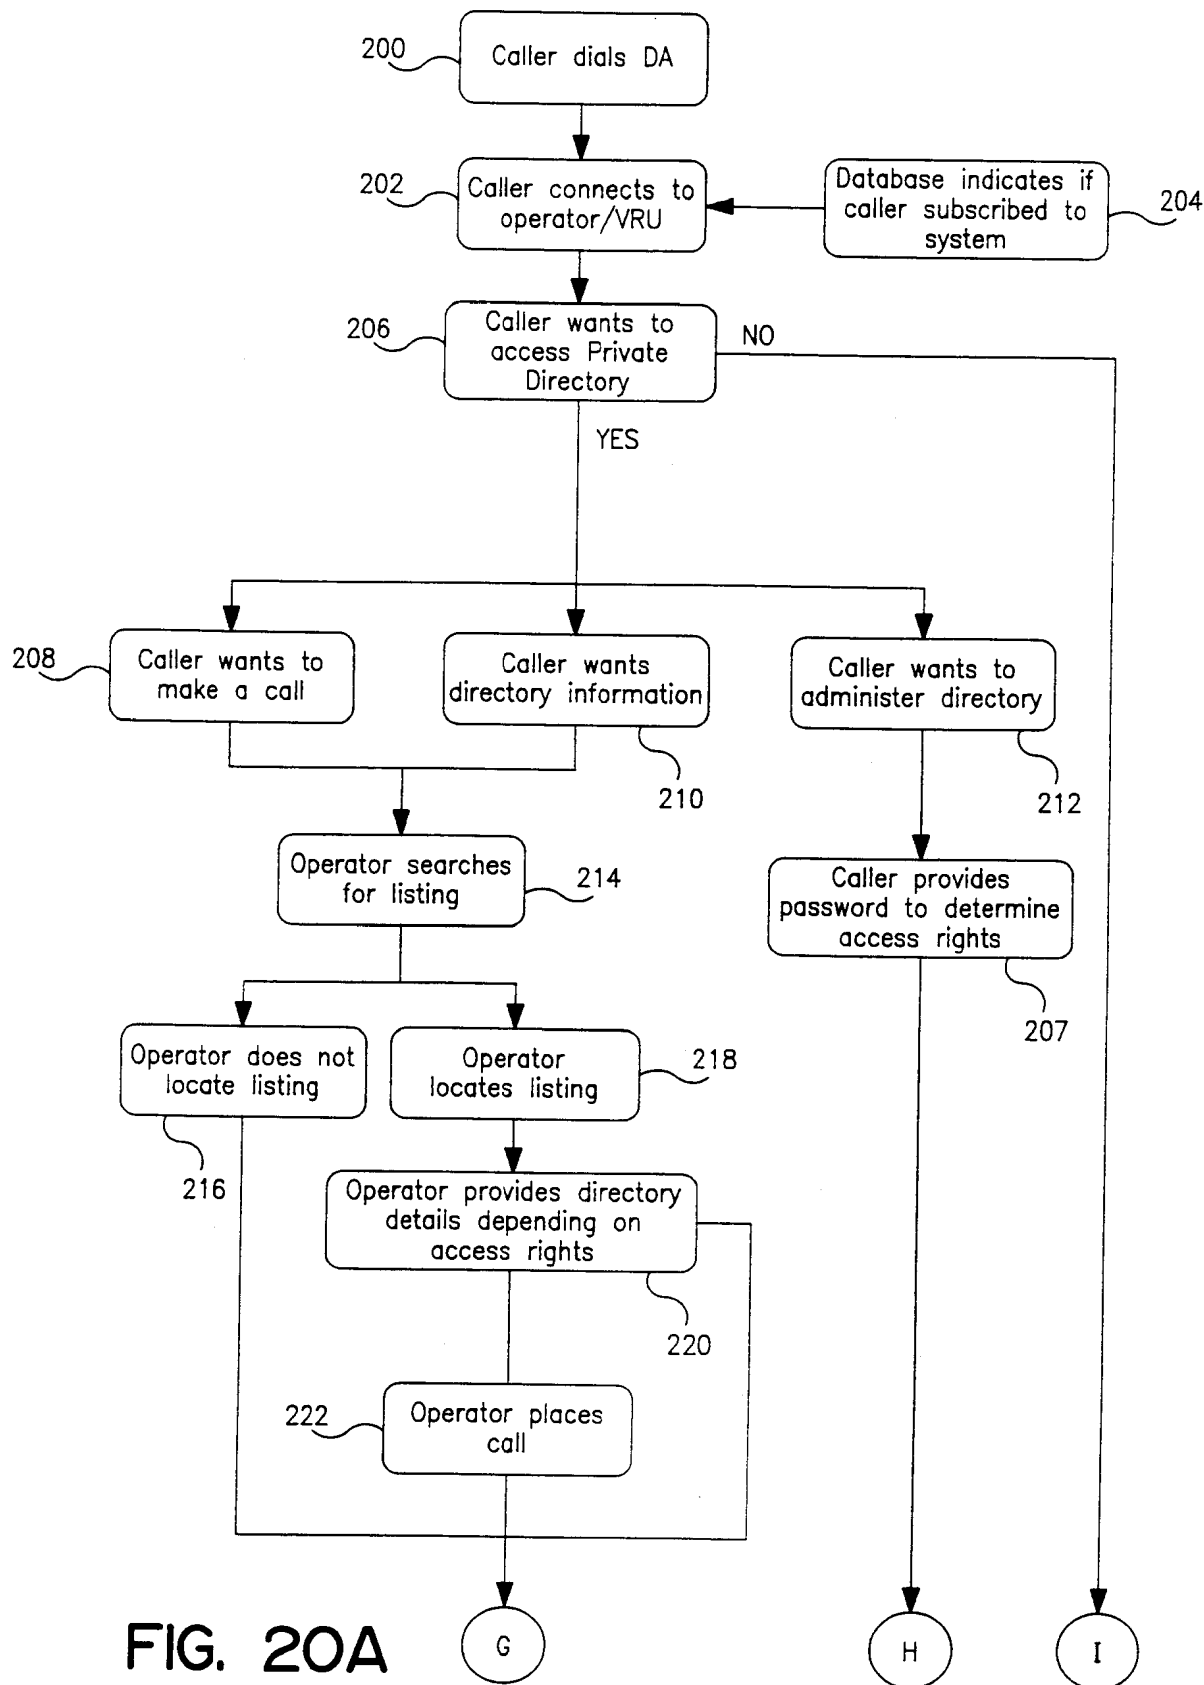 200
Caller dials DA
202
Caller connects to
operator/VRU
Database indicates if
caller subscribed to
system
204
206
Caller wants to
access Private
Directory
NO
YES
208
Caller wants to
make a call
Caller wants
directory information
210
Caller wants to
administer directory
212
Operator searches
for listing
214
Caller provides
password to determine
access rights
207
Operator does not
locate listing
216
Operator
locates listing
218
Operator provides directory
details depending on
access rights
220
222
Operator places
call
FIG. 20A
G
H
I